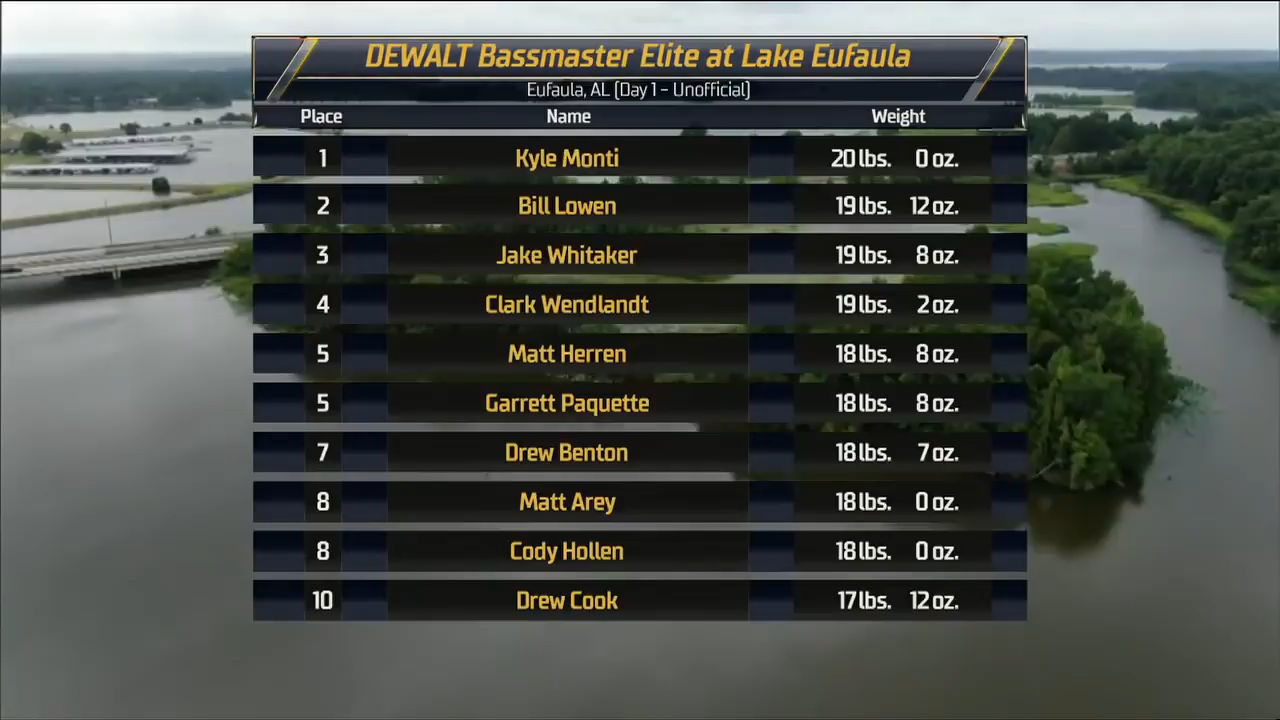 DEWALT Bassmaster Elite at Lake Eufaula
Eufaula, AL (Day 1 - Unofficial)
Place Name Weight
1 Kyle Monti 20 lbs. 0 oz.
2 Bill Lowen 19 lbs. 12 oz.
3 Jake Whitaker 19 lbs. 8 oz.
4 Clark Wendlandt 19 lbs. 2 oz.
5 Matt Herren 18 lbs. 8 oz.
5 Garrett Paquette 18 lbs. 8 oz.
7 Drew Benton 18 lbs. 7 oz.
8 Matt Arey 18 lbs. 0 oz.
8 Cody Hollen 18 lbs. 0 oz.
10 Drew Cook 17 lbs. 12 oz.